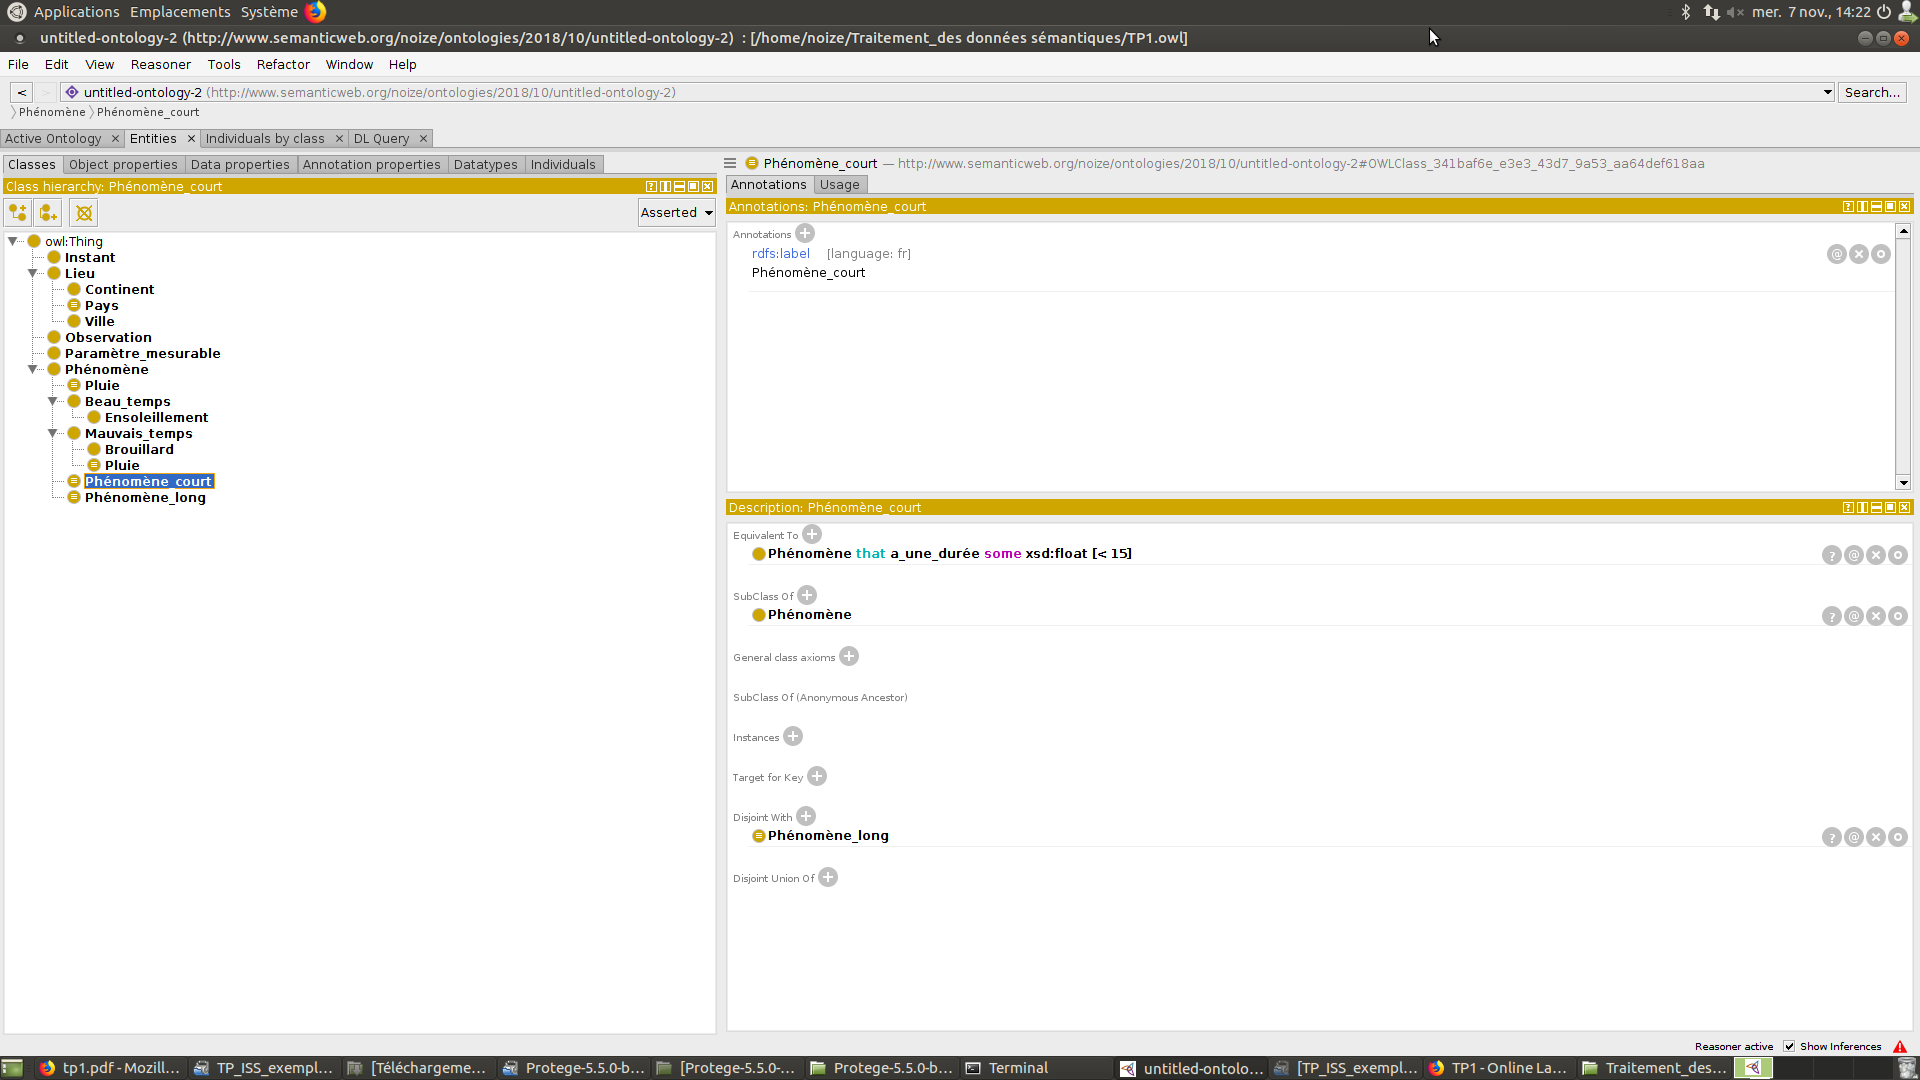 Applications Emplacements Système mer. 7 nov., 14:22
untitled-ontology-2 (http://www.semanticweb.org/noize/ontologies/2018/10/untitled-ontology-2) : [/home/noize/Traitement_des données sémantiques/TP1.owl]
File Edit View Reasoner Tools Refactor Window Help
< > untitled-ontology-2 (http://www.semanticweb.org/noize/ontologies/2018/10/untitled-ontology-2) Search...
Phénomène Phénomène_court
Active Ontology Entities Individuals by class DL Query
Classes Object properties Data properties Annotation properties Datatypes Individuals
Class hierarchy: Phénomène_court
Asserted
owl:Thing
Instant
Lieu
Continent
Pays
Ville
Observation
Paramètre_mesurable
Phénomène
Pluie
Beau_temps
Ensoleillement
Mauvais_temps
Brouillard
Pluie
Phénomène_court
Phénomène_long
Phénomène_court — http://www.semanticweb.org/noize/ontologies/2018/10/untitled-ontology-2#OWLClass_341baf6e_e3e3_43d7_9a53_aa64def618aa
Annotations Usage
Annotations: Phénomène_court
Annotations
rdfs:label [language: fr]
Phénomène_court
Description: Phénomène_court
Equivalent To
Phénomène that a_une_durée some xsd:float [< 15]
SubClass Of
Phénomène
General class axioms
SubClass Of (Anonymous Ancestor)
Instances
Target for Key
Disjoint With
Phénomène_long
Disjoint Union Of
Reasoner active Show Inferences
tp1.pdf - Mozill... TP_ISS_exempl... [Téléchargeme... Protege-5.5.0-b... [Protege-5.5.0-... Protege-5.5.0-b... Terminal untitled-ontolo... [TP_ISS_exempl... TP1 - Online La... Traitement_des...